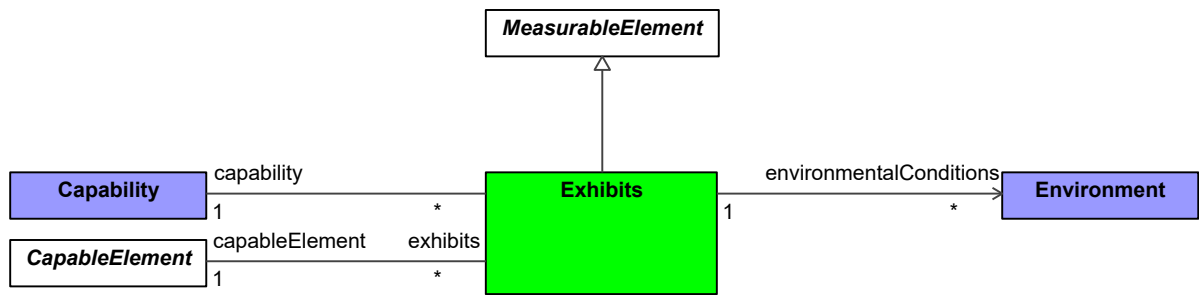 MeasurableElement
Capability
capability
1
*
Exhibits
environmentalConditions
1
*
Environment
CapableElement
capableElement
exhibits
1
*